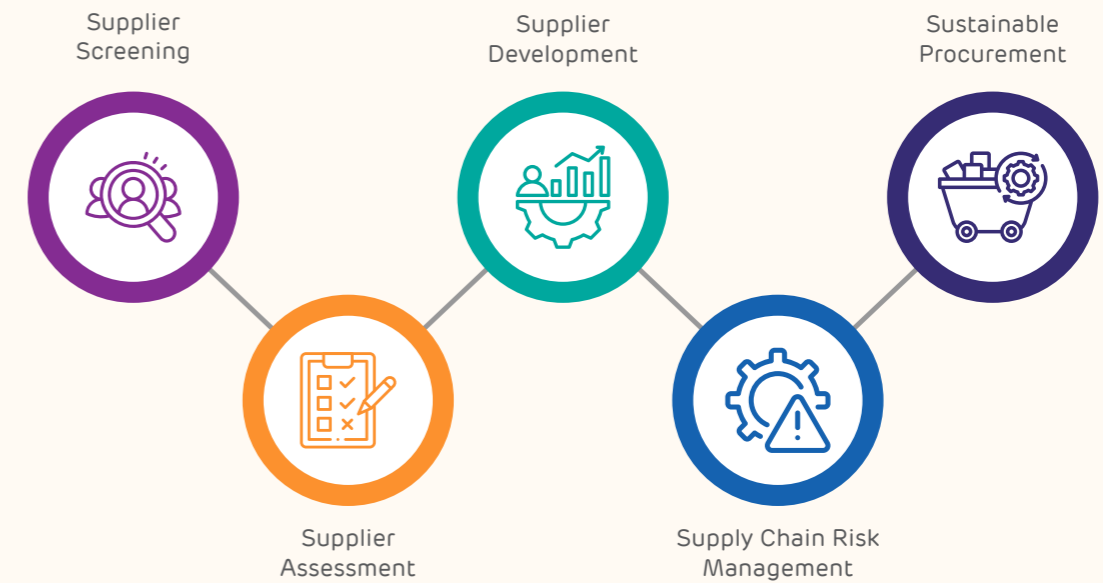 Supplier
Screening
Supplier
Development
Sustainable
Procurement
Supplier
Assessment
Supply Chain Risk
Management